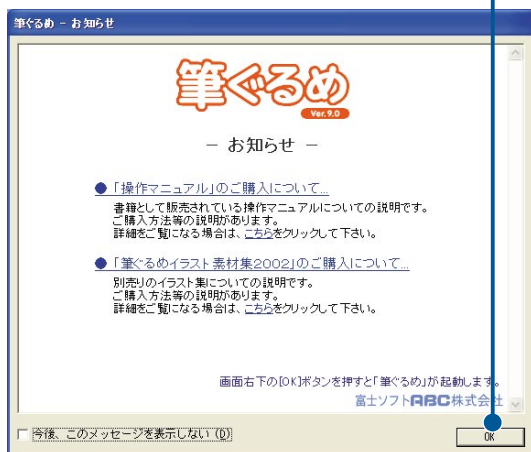 筆ぐるめ - お知らせ
筆ぐるめ
Ver.9.0
- お知らせ -
● 「操作マニュアル」のご購入について...
書籍として販売されている操作マニュアルについての説明です。
ご購入方法等の説明があります。
詳細をご覧になる場合は、こちらをクリックして下さい。
● 「筆ぐるめイラスト素材集2002」のご購入について...
別売りのイラスト集についての説明です。
ご購入方法等の説明があります。
詳細をご覧になる場合は、こちらをクリックして下さい。
画面右下の[OK]ボタンを押すと「筆ぐるめ」が起動します。
富士ソフトABC株式会社
今後、このメッセージを表示しない(D)
OK